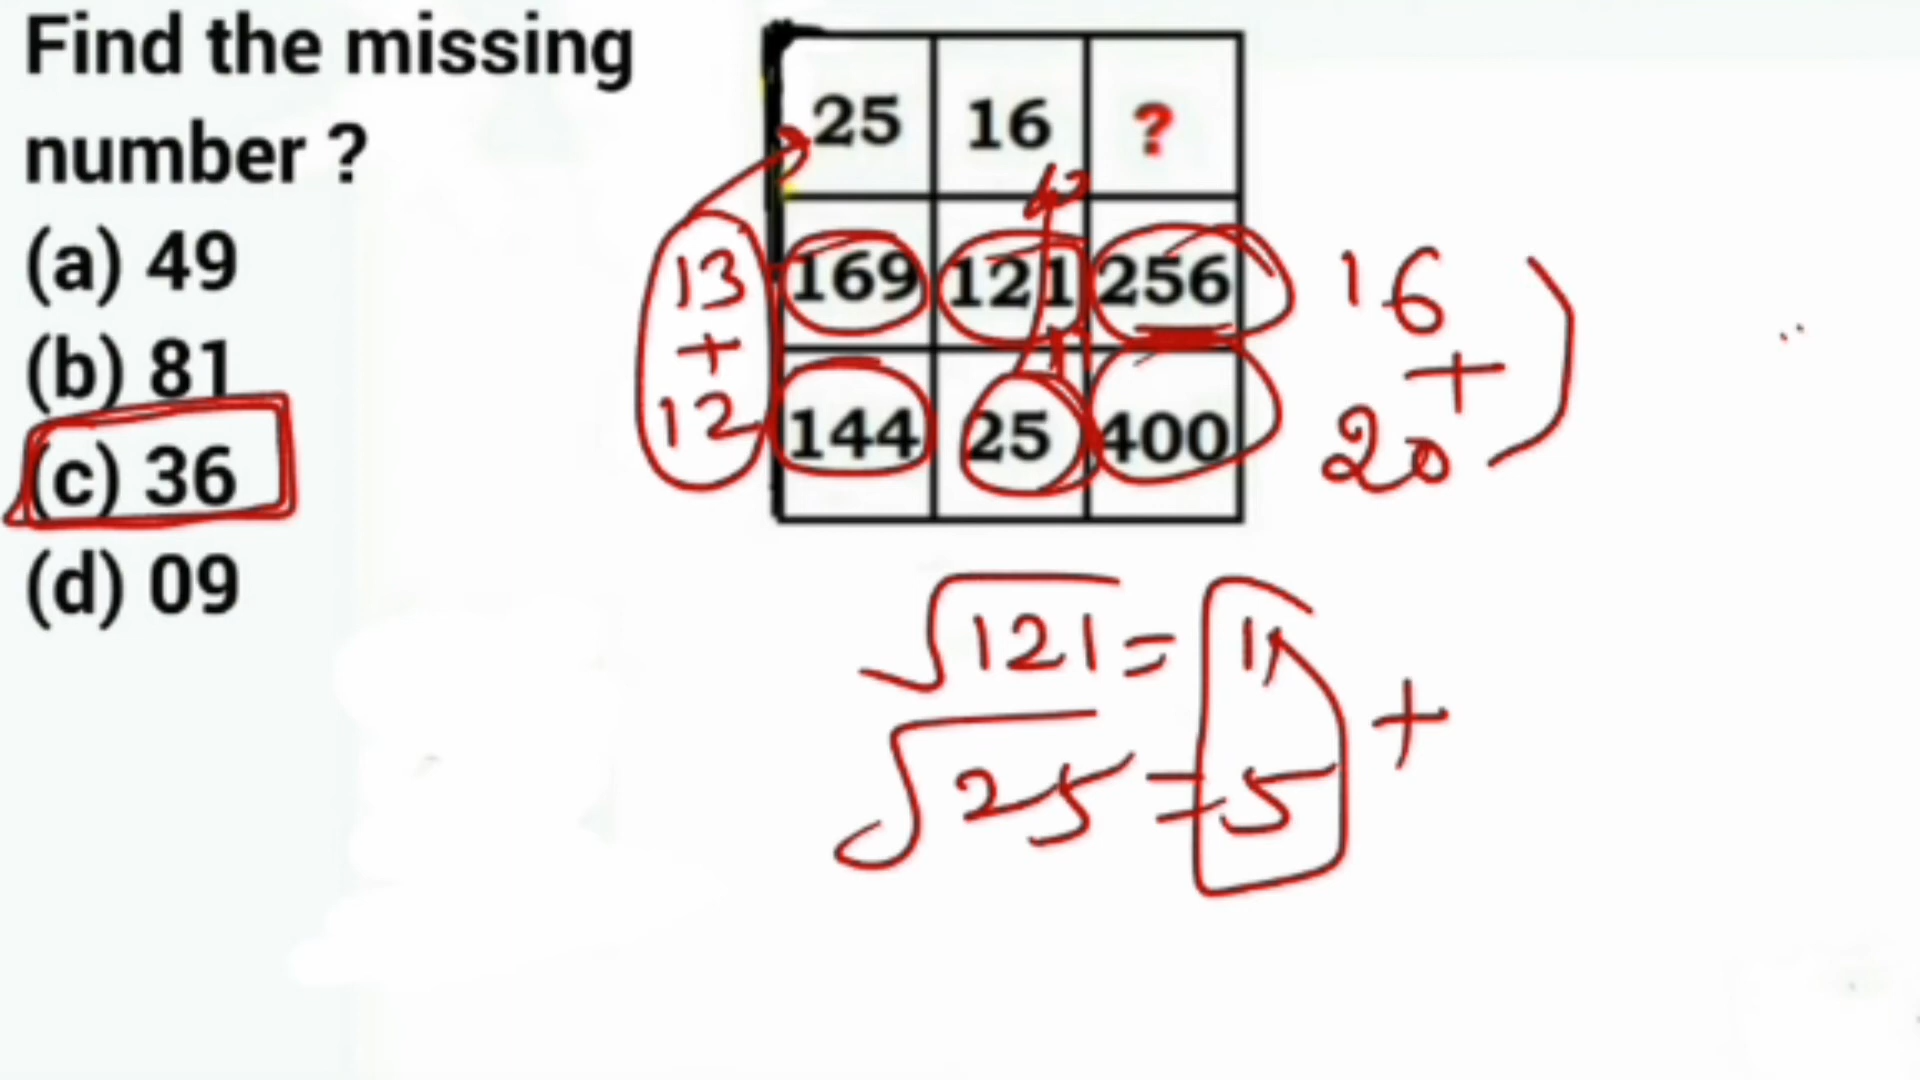 Find the missing
number ?
(a) 49
(b) 81
(c) 36
(d) 09
25 16 ?
169 121 256
144 25 400
13
+
12
16
+
20
√121 = 11
+
√25 = 5